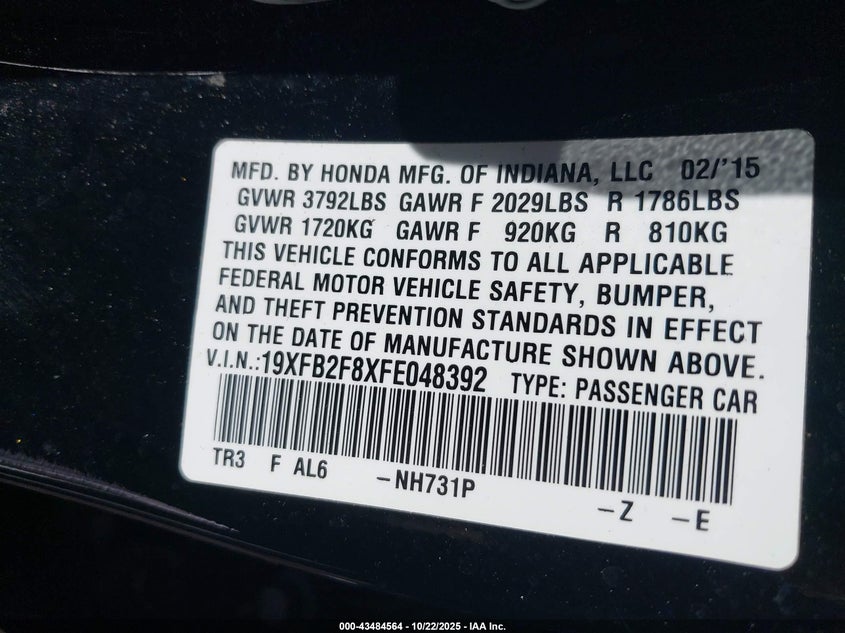 MFD. BY HONDA MFG. OF INDIANA, LLC 02/'15
GVWR 3792LBS GAWR F 2029LBS R 1786LBS
GVWR 1720KG GAWR F 920KG R 810KG
THIS VEHICLE CONFORMS TO ALL APPLICABLE
FEDERAL MOTOR VEHICLE SAFETY, BUMPER,
AND THEFT PREVENTION STANDARDS IN EFFECT
ON THE DATE OF MANUFACTURE SHOWN ABOVE.
V.I.N.:19XFB2F8XFE048392 TYPE: PASSENGER CAR
TR3 F AL6 -NH731P -Z -E
000-43484564 - 10/22/2025 - IAA Inc.